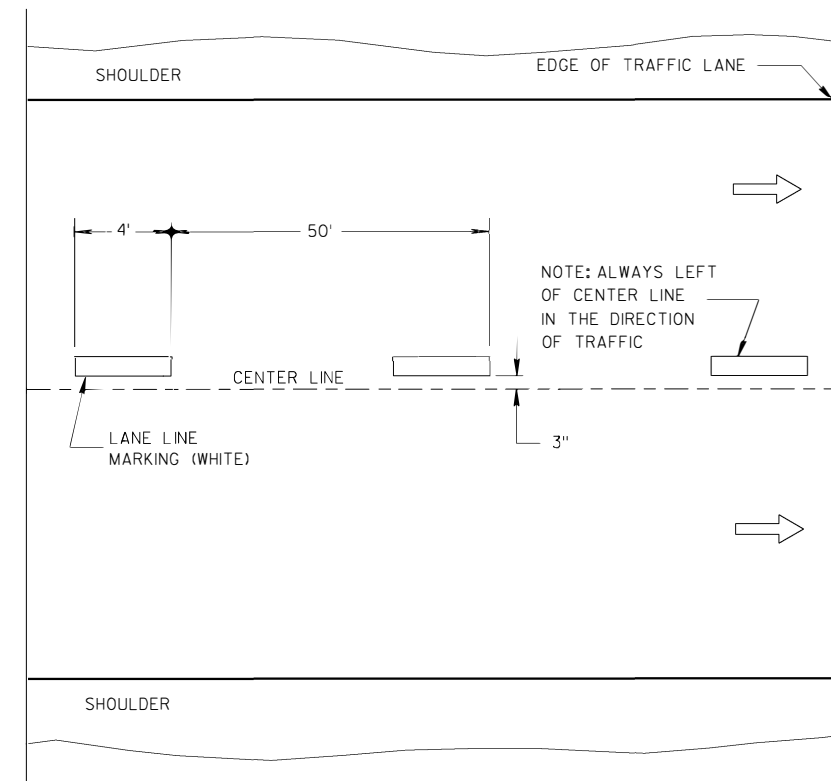 SHOULDER
EDGE OF TRAFFIC LANE
4'
50'
NOTE: ALWAYS LEFT
OF CENTER LINE
IN THE DIRECTION
OF TRAFFIC
CENTER LINE
LANE LINE
MARKING (WHITE)
3"
SHOULDER